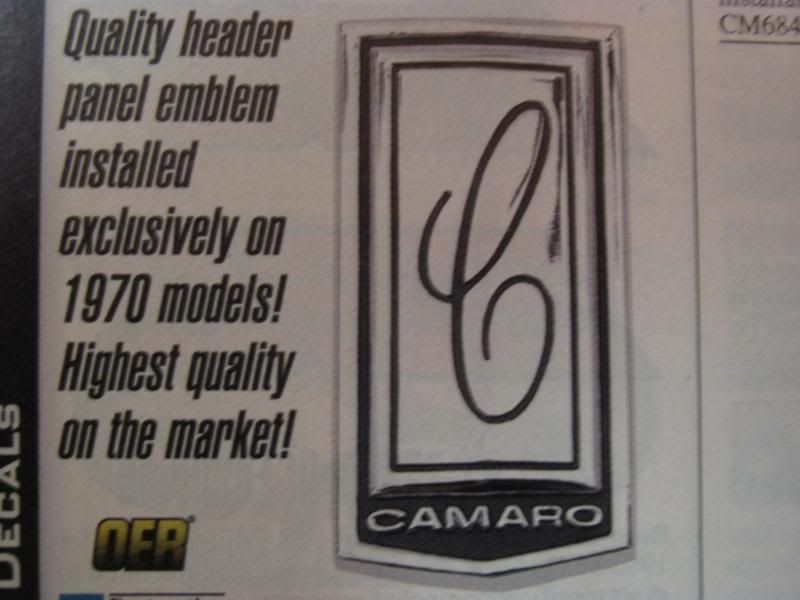 Quality header
panel emblem
installed
exclusively on
1970 models!
Highest quality
on the market!
OER®
C
CAMARO
DECALS
CM684